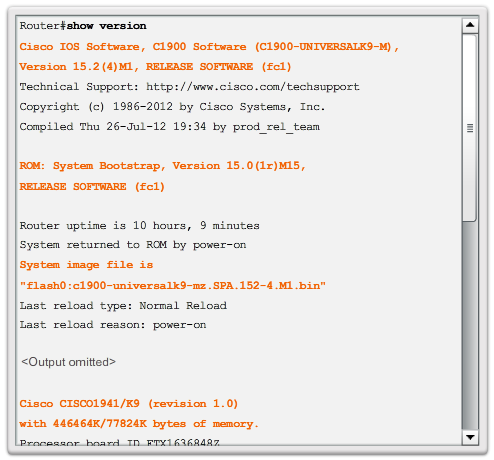 Router#show version
Cisco IOS Software, C1900 Software (C1900-UNIVERSALK9-M),
Version 15.2(4)M1, RELEASE SOFTWARE (fc1)
Technical Support: http://www.cisco.com/techsupport
Copyright (c) 1986-2012 by Cisco Systems, Inc.
Compiled Thu 26-Jul-12 19:34 by prod_rel_team
ROM: System Bootstrap, Version 15.0(1r)M15,
RELEASE SOFTWARE (fc1)
Router uptime is 10 hours, 9 minutes
System returned to ROM by power-on
System image file is
"flash0:c1900-universalk9-mz.SPA.152-4.M1.bin"
Last reload type: Normal Reload
Last reload reason: power-on
<Output omitted>
Cisco CISCO1941/K9 (revision 1.0)
with 446464K/77824K bytes of memory.
Processor board ID FTX1636848Z